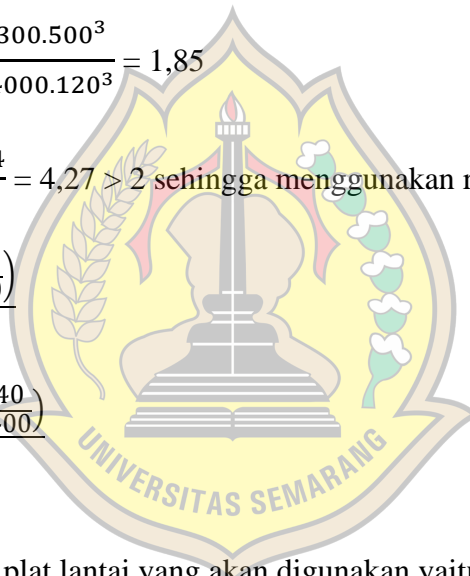 300.500³
000.120³ = 1,85
= 4,27 > 2 sehingga menggunakan
40
00
UNIVERSITAS SEMARANG
plat lantai yang akan digunakan yaitu